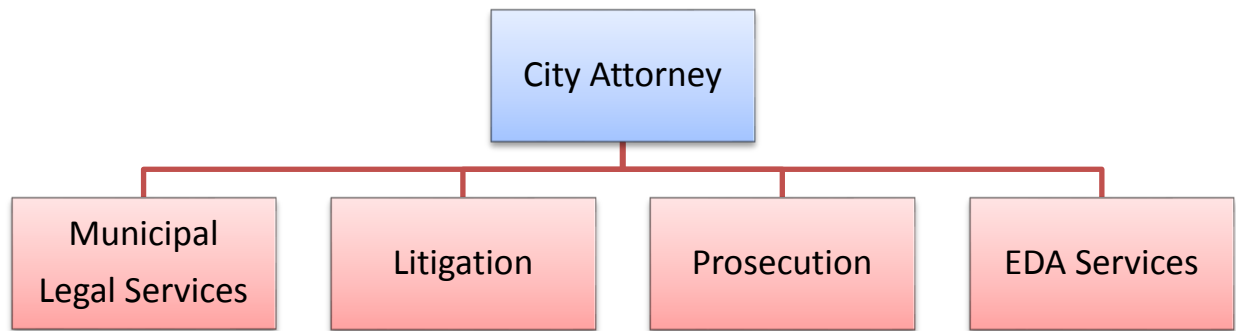 City Attorney
Municipal
Legal Services
Litigation
Prosecution
EDA Services